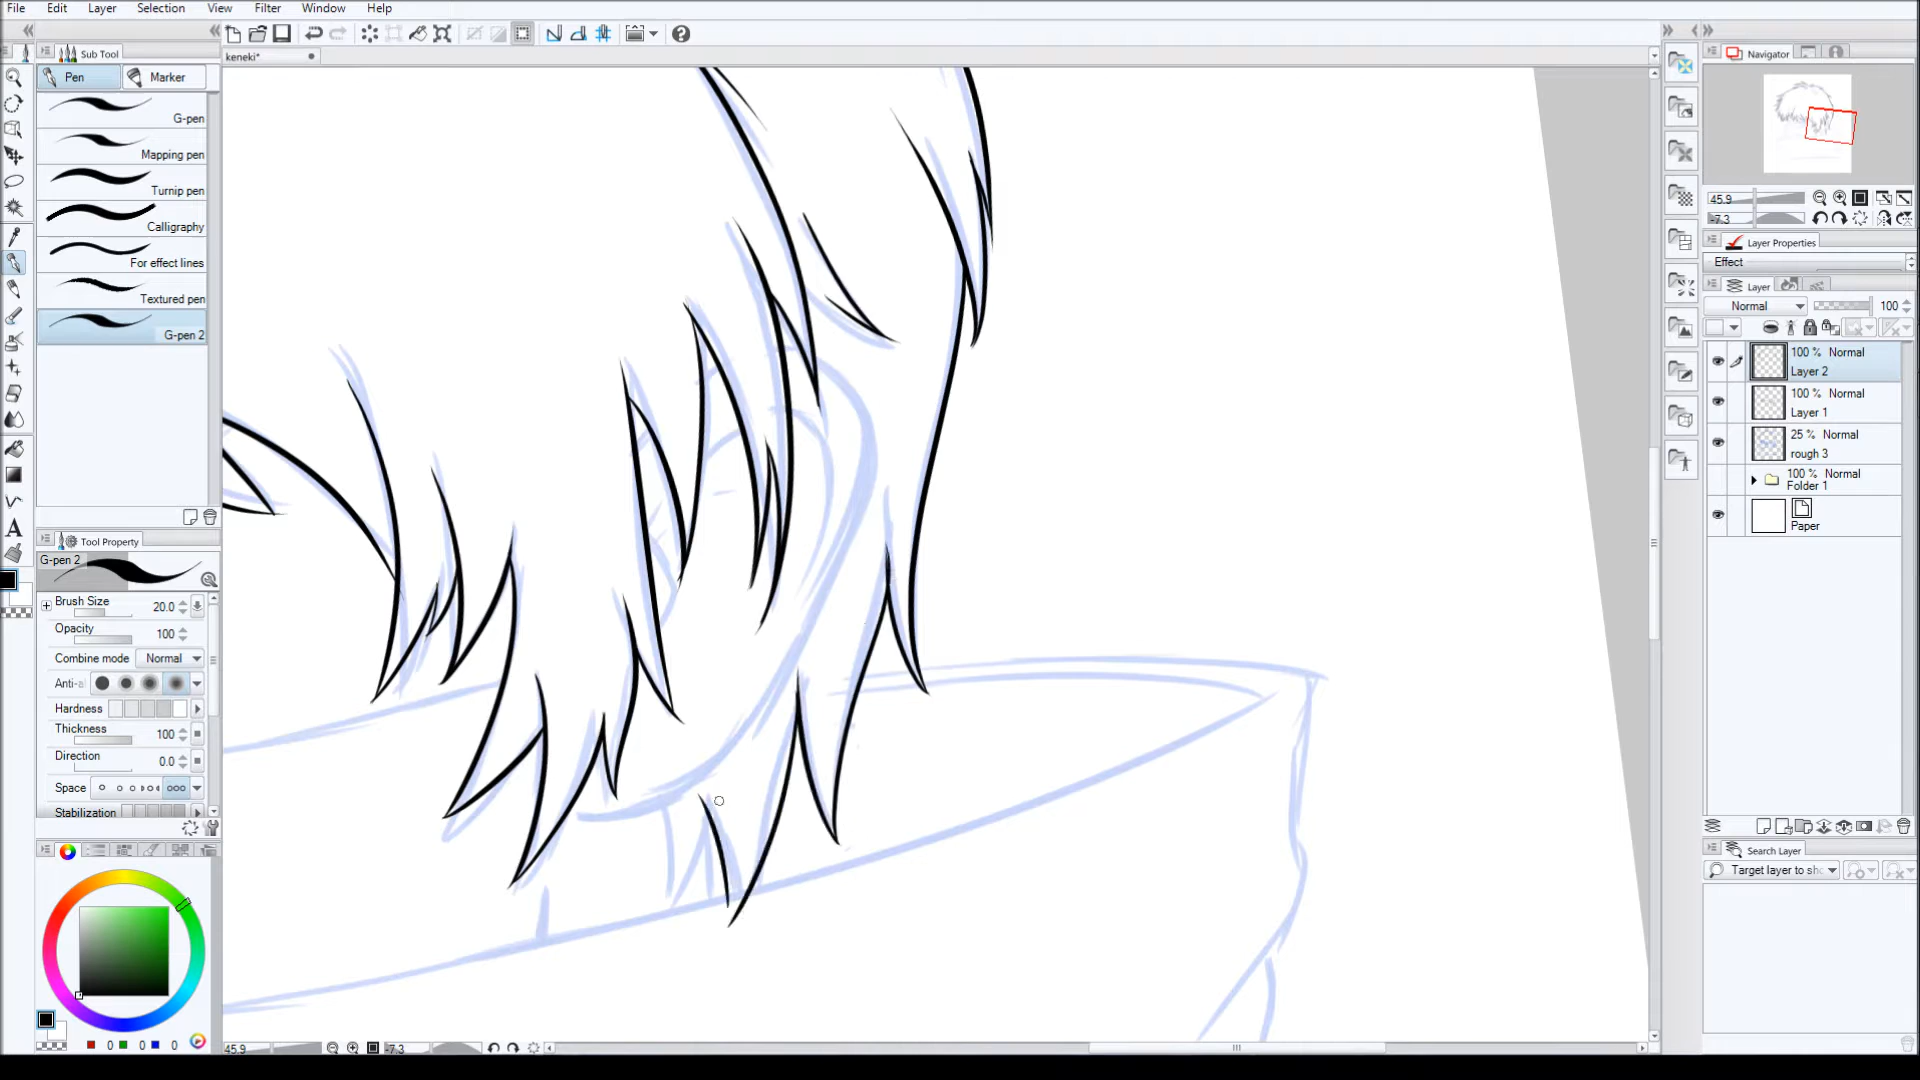 File Edit Layer Selection View Filter Window Help
Sub Tool
keneki*
Pen Marker
G-pen
Mapping pen
Turnip pen
Calligraphy
For effect lines
Textured pen
G-pen 2
Tool Property
G-pen 2
Brush Size 20.0
Opacity 100
Combine mode Normal
Anti-a
Hardness
Thickness 100
Direction 0.0
Space
Stabilization
0 0 0
45.9 -7.3
Navigator
45.9
-7.3
Layer Properties
Effect
Layer
Normal 100
100 % Normal
Layer 2
100 % Normal
Layer 1
25 % Normal
rough 3
100 % Normal
Folder 1
Paper
Search Layer
Target layer to sho